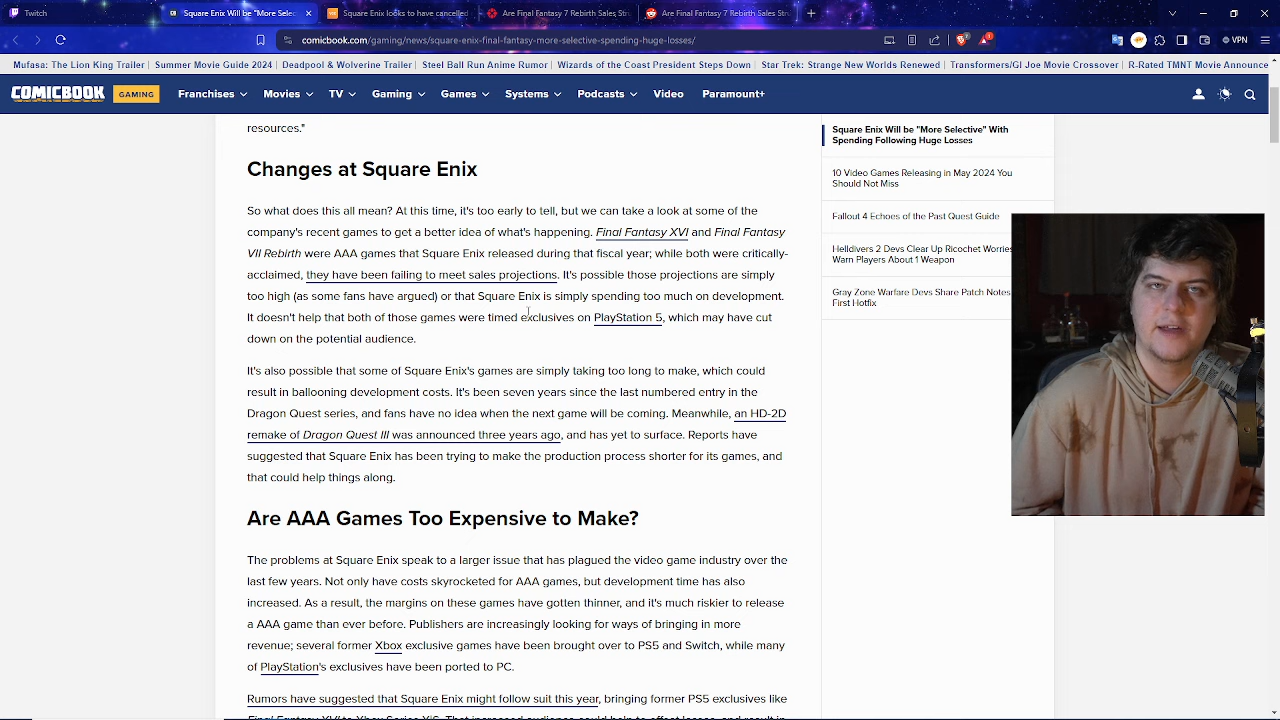 Twitch
Square Enix Will be "More Selec
Square Enix looks to have cancelled
Are Final Fantasy 7 Rebirth Sales Str
Are Final Fantasy 7 Rebirth Sales Stru
comicbook.com/gaming/news/square-enix-final-fantasy-more-selective-spending-huge-losses/
VPN
Mufasa: The Lion King Trailer
Summer Movie Guide 2024
Deadpool & Wolverine Trailer
Steel Ball Run Anime Rumor
Wizards of the Coast President Steps Down
Star Trek: Strange New Worlds Renewed
Transformers/GI Joe Movie Crossover
R-Rated TMNT Movie Announce
COMICBOOK GAMING
Franchises
Movies
TV
Gaming
Games
Systems
Podcasts
Video
Paramount+
resources."
Changes at Square Enix
So what does this all mean? At this time, it's too early to tell, but we can take a look at some of the
company's recent games to get a better idea of what's happening. Final Fantasy XVI and Final Fantasy
VII Rebirth were AAA games that Square Enix released during that fiscal year; while both were critically-
acclaimed, they have been failing to meet sales projections. It's possible those projections are simply
too high (as some fans have argued) or that Square Enix is simply spending too much on development.
It doesn't help that both of those games were timed exclusives on PlayStation 5, which may have cut
down on the potential audience.
It's also possible that some of Square Enix's games are simply taking too long to make, which could
result in ballooning development costs. It's been seven years since the last numbered entry in the
Dragon Quest series, and fans have no idea when the next game will be coming. Meanwhile, an HD-2D
remake of Dragon Quest III was announced three years ago, and has yet to surface. Reports have
suggested that Square Enix has been trying to make the production process shorter for its games, and
that could help things along.
Are AAA Games Too Expensive to Make?
The problems at Square Enix speak to a larger issue that has plagued the video game industry over the
last few years. Not only have costs skyrocketed for AAA games, but development time has also
increased. As a result, the margins on these games have gotten thinner, and it's much riskier to release
a AAA game than ever before. Publishers are increasingly looking for ways of bringing in more
revenue; several former Xbox exclusive games have been brought over to PS5 and Switch, while many
of PlayStation's exclusives have been ported to PC.
Rumors have suggested that Square Enix might follow suit this year, bringing former PS5 exclusives like
Final Fantasy XVI to Xbox Series X|S. That increased audience could help to offset losses, and result in
Square Enix Will be "More Selective" With
Spending Following Huge Losses
10 Video Games Releasing in May 2024 You
Should Not Miss
Fallout 4 Echoes of the Past Quest Guide
Helldivers 2 Devs Clear Up Ricochet Worries
Warn Players About 1 Weapon
Gray Zone Warfare Devs Share Patch Notes
First Hotfix